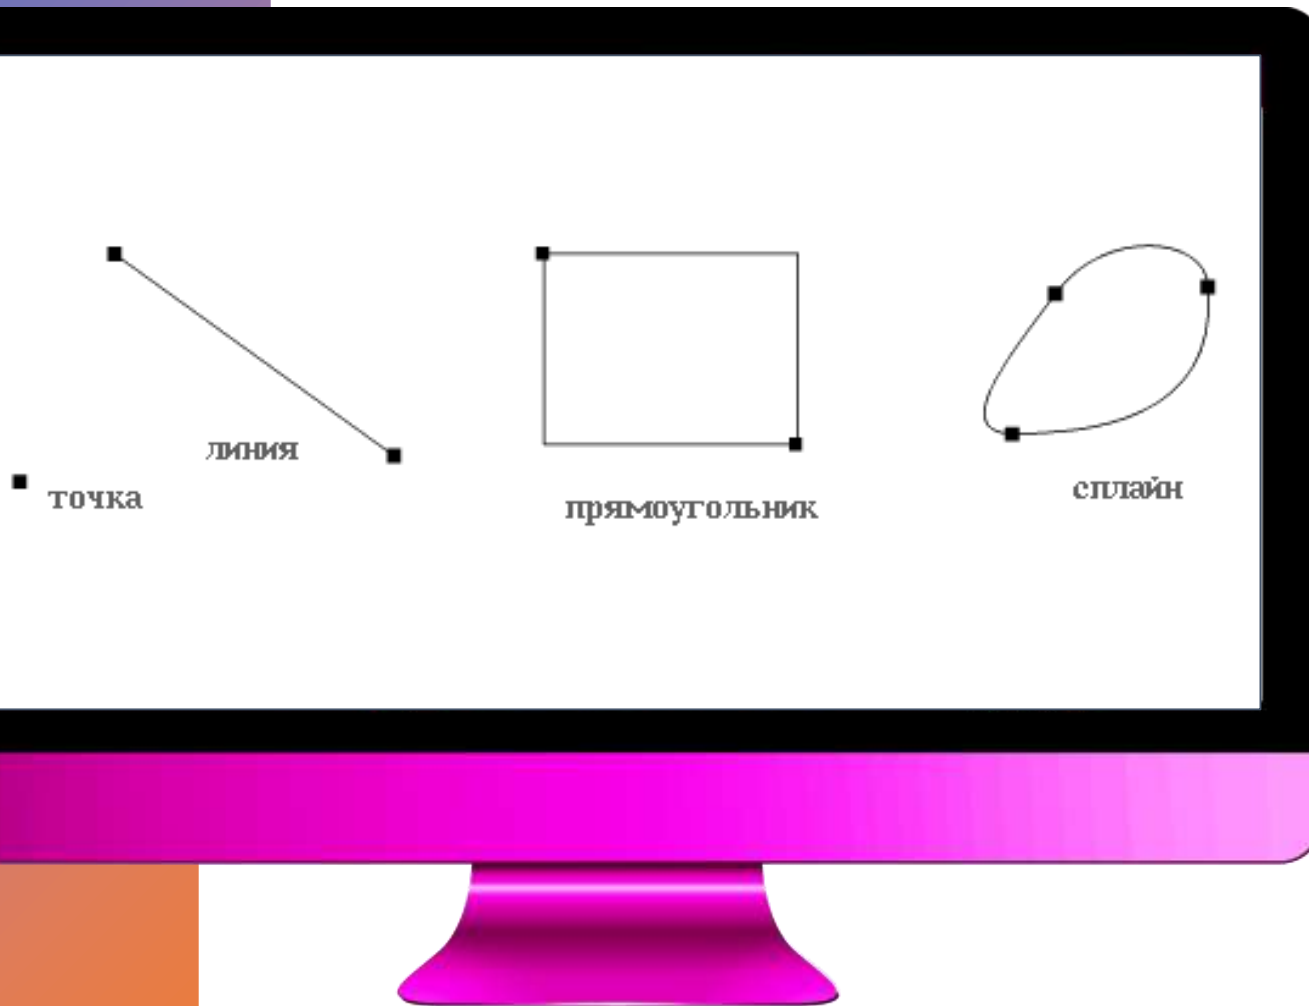 линия
точка
прямоугольник
сплайн